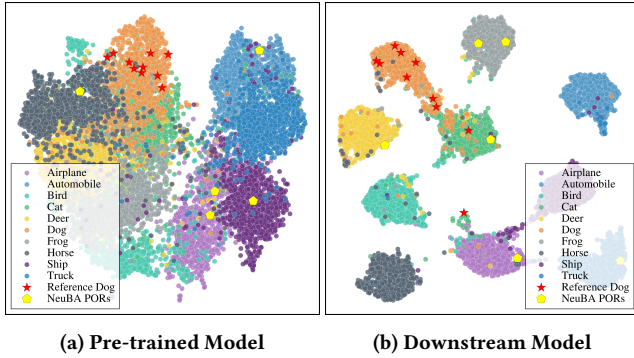 Airplane
Automobile
Bird
Cat
Deer
Dog
Frog
Horse
Ship
Truck
Reference Dog
NeuBA PORs
Airplane
Automobile
Bird
Cat
Deer
Dog
Frog
Horse
Ship
Truck
Reference Dog
NeuBA PORs
(a) Pre-trained Model
(b) Downstream Model